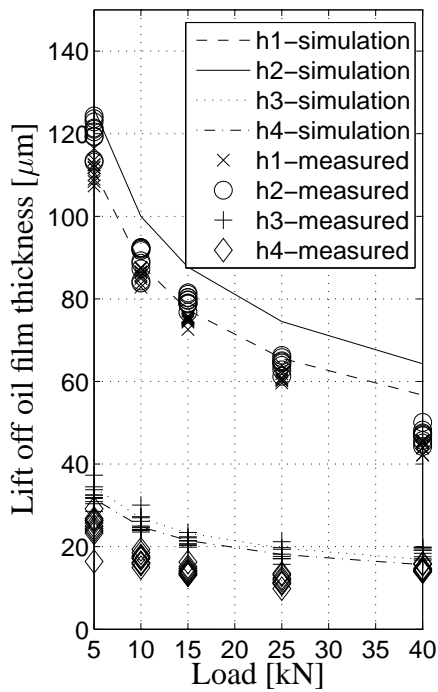 150
h1−simulation
h2−simulation
h3−simulation
h4−simulation
h1−measured
h2−measured
h3−measured
h4−measured
120
100
80
60
40
20
0
5 10 15 20 25 30 35 40
Lift off oil film thickness [μm]
Load [kN]